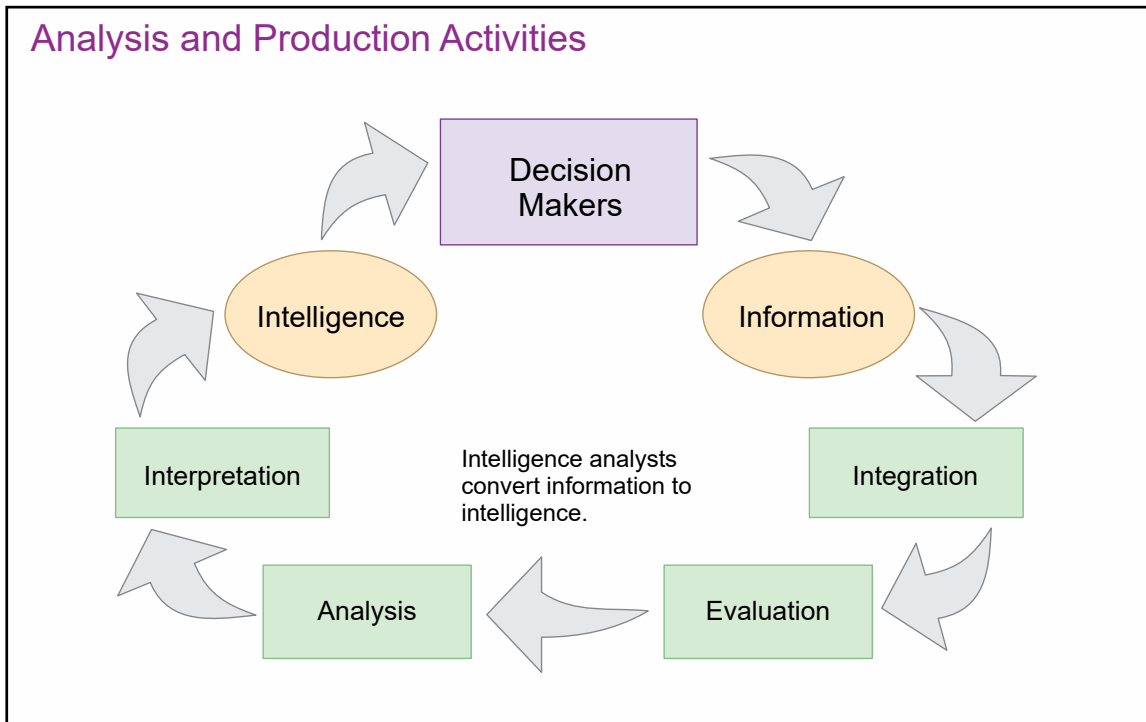 Analysis and Production Activities
Decision
Makers
Intelligence
Information
Interpretation
Intelligence analysts
convert information to
intelligence.
Integration
Analysis
Evaluation